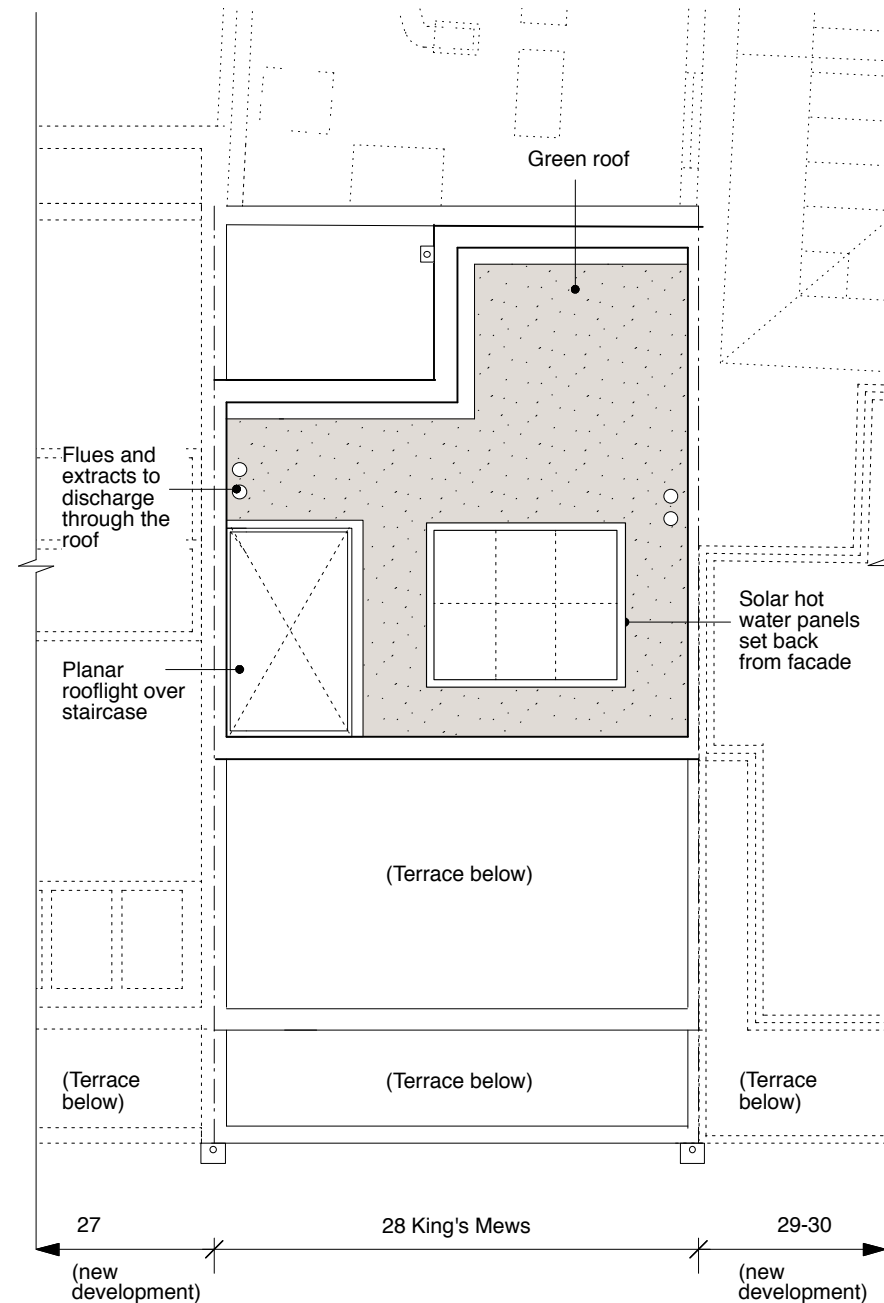 Green roof
Flues and
extracts to
discharge
through the
roof
Solar hot
water panels
set back
from facade
Planar
rooflight over
staircase
(Terrace below)
(Terrace
below)
(Terrace below)
(Terrace
below)
27
28 King's Mews
29-30
(new
development)
(new
development)